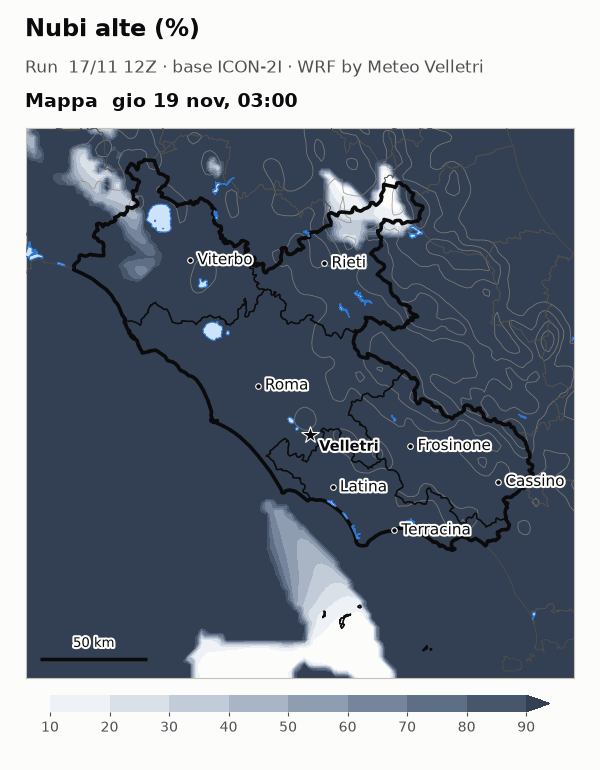 Nubi alte (%)
Run 17/11 12Z · base ICON-2I · WRF by Meteo Velletri
Mappa gio 19 nov, 03:00
Viterbo
Rieti
Roma
Velletri
Frosinone
Cassino
Latina
Terracina
50 km
10 20 30 40 50 60 70 80 90